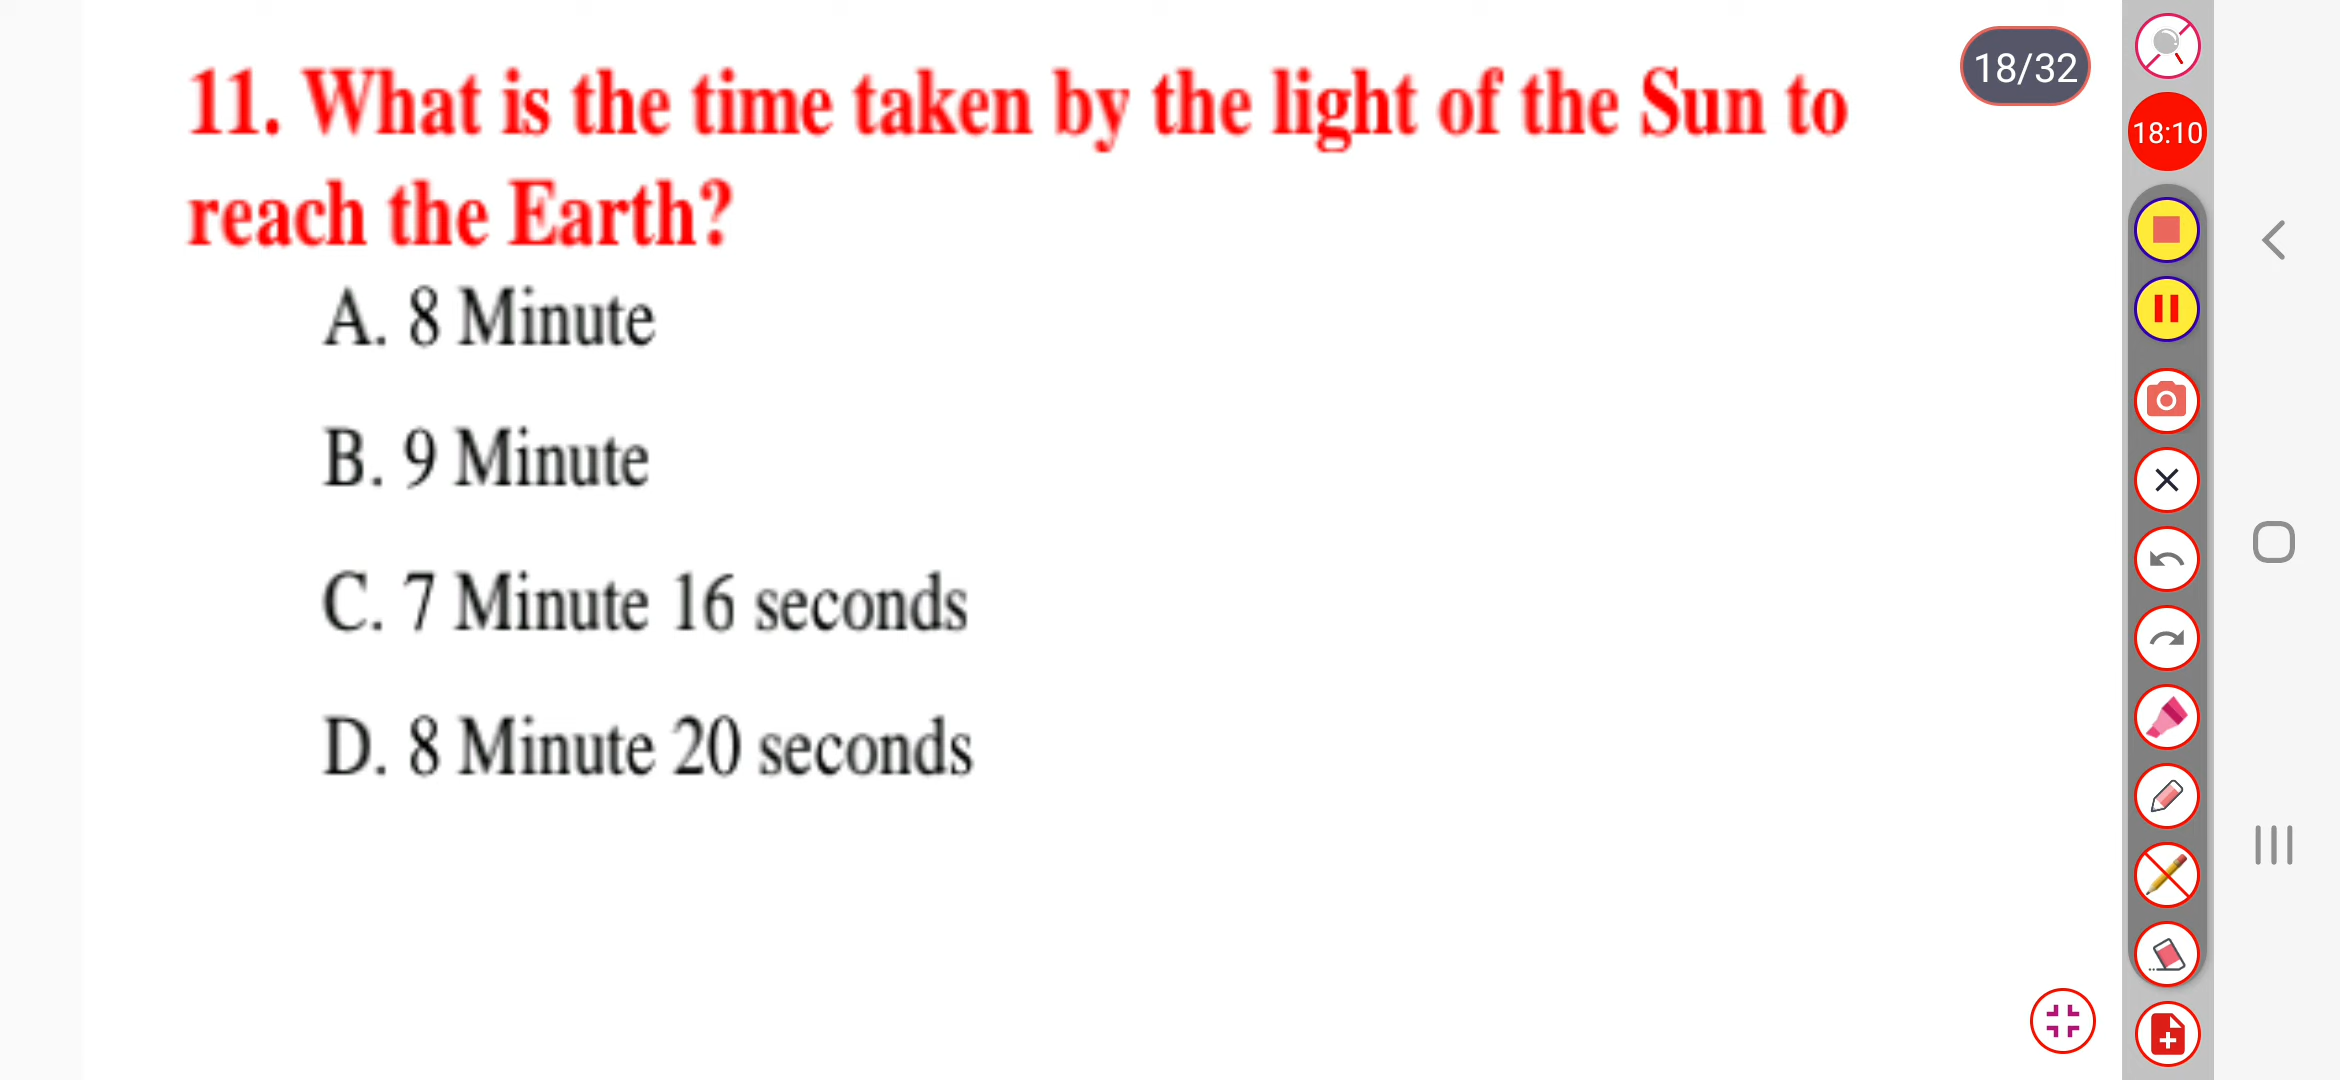 11. What is the time taken by the light of the Sun to
reach the Earth?
A. 8 Minute
B. 9 Minute
C. 7 Minute 16 seconds
D. 8 Minute 20 seconds
18/32
18:10